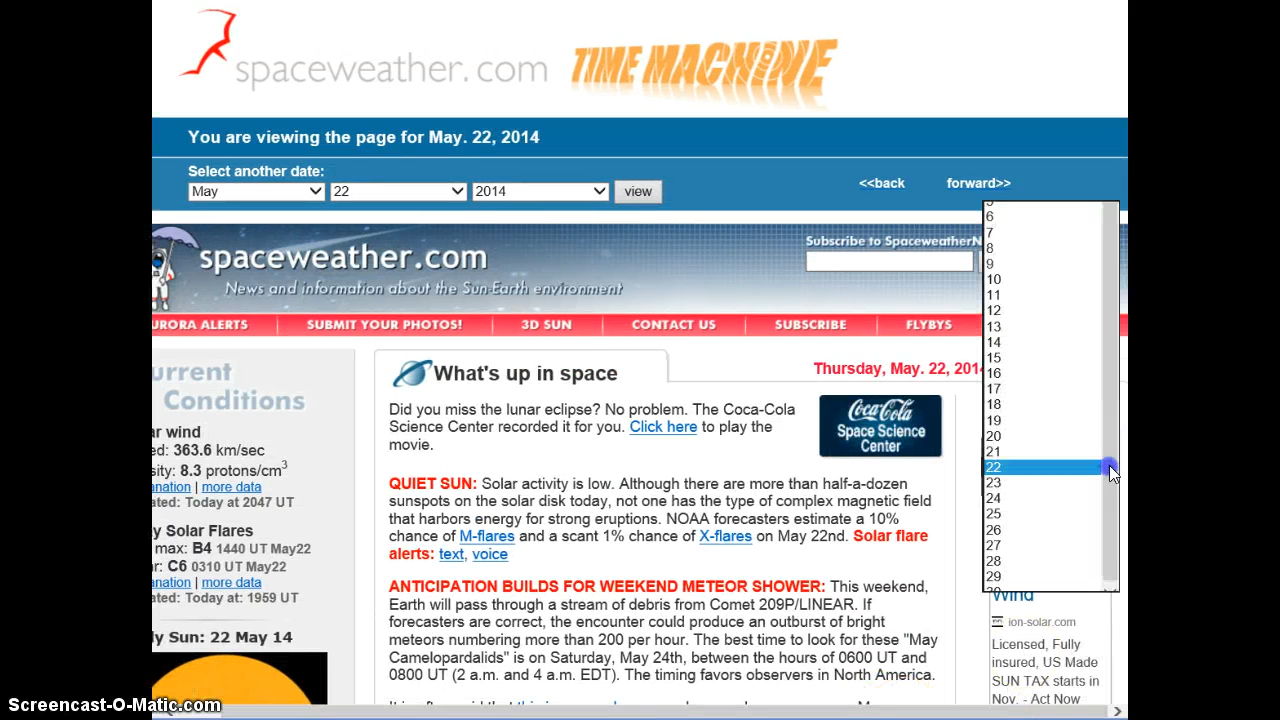 spaceweather.com TIME MACHINE
You are viewing the page for May. 22, 2014
Select another date:
May 22 2014 view
<<back forward>>
spaceweather.com
News and information about the Sun-Earth environment
Subscribe to SpaceweatherN
URORA ALERTS SUBMIT YOUR PHOTOS! 3D SUN CONTACT US SUBSCRIBE FLYBYS
urrent
Conditions
ar wind
ed: 363.6 km/sec
sity: 8.3 protons/cm3
anation | more data
ated: Today at 2047 UT
y Solar Flares
max: B4 1440 UT May22
r: C6 0310 UT May22
anation | more data
ated: Today at: 1959 UT
ly Sun: 22 May 14
What's up in space
Thursday, May. 22, 2014
Did you miss the lunar eclipse? No problem. The Coca-Cola
Science Center recorded it for you. Click here to play the
movie.
Coca-Cola
Space Science
Center
QUIET SUN: Solar activity is low. Although there are more than half-a-dozen
sunspots on the solar disk today, not one has the type of complex magnetic field
that harbors energy for strong eruptions. NOAA forecasters estimate a 10%
chance of M-flares and a scant 1% chance of X-flares on May 22nd. Solar flare
alerts: text, voice
ANTICIPATION BUILDS FOR WEEKEND METEOR SHOWER: This weekend,
Earth will pass through a stream of debris from Comet 209P/LINEAR. If
forecasters are correct, the encounter could produce an outburst of bright
meteors numbering more than 200 per hour. The best time to look for these "May
Camelopardalids" is on Saturday, May 24th, between the hours of 0600 UT and
0800 UT (2 a.m. and 4 a.m. EDT). The timing favors observers in North America.
6
7
8
9
10
11
12
13
14
15
16
17
18
19
20
21
22
23
24
25
26
27
28
29
Wind
ion-solar.com
Licensed, Fully
insured, US Made
SUN TAX starts in
Nov. - Act Now
Screencast-O-Matic.com